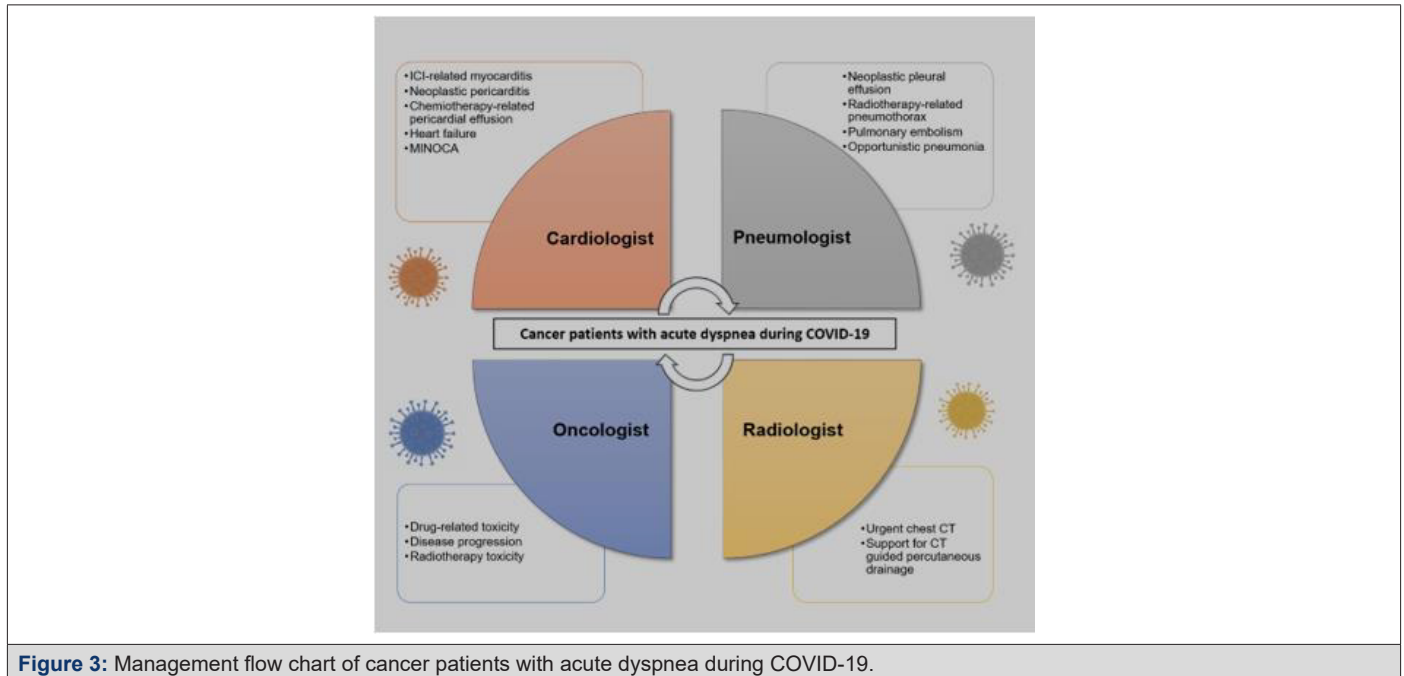 •ICI-related myocarditis
•Neoplastic pericarditis
•Chemiotherapy-related
pericardial effusion
•Heart failure
•MINOCA
•Neoplastic pleural
effusion
•Radiotherapy-related
pneumothorax
•Pulmonary embolism
•Opportunistic pneumonia
Cardiologist
Pneumologist
Cancer patients with acute dyspnea during COVID-19
Oncologist
Radiologist
•Drug-related toxicity
•Disease progression
•Radiotherapy toxicity
•Urgent chest CT
•Support for CT
guided percutaneous
drainage
Figure 3: Management flow chart of cancer patients with acute dyspnea during COVID-19.